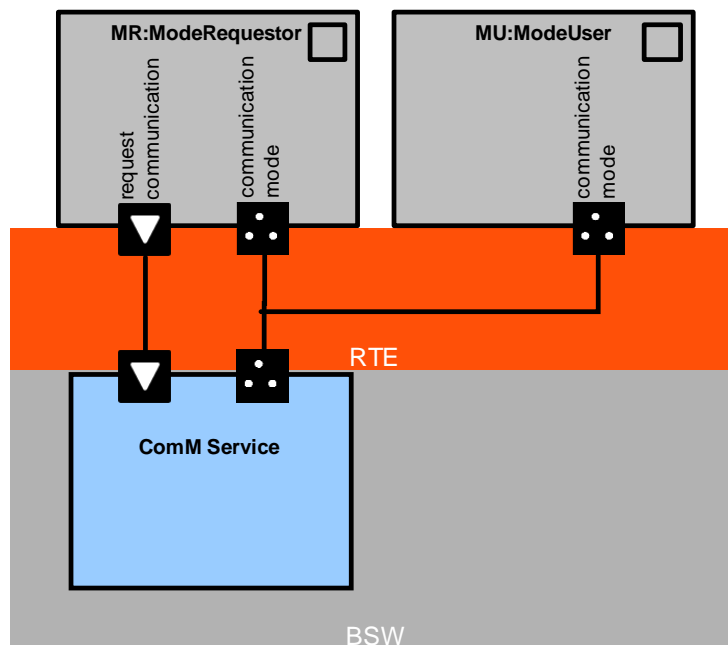 MR:ModeRequestor
MU:ModeUser
request
communication
communication
mode
communication
mode
RTE
ComM Service
BSW